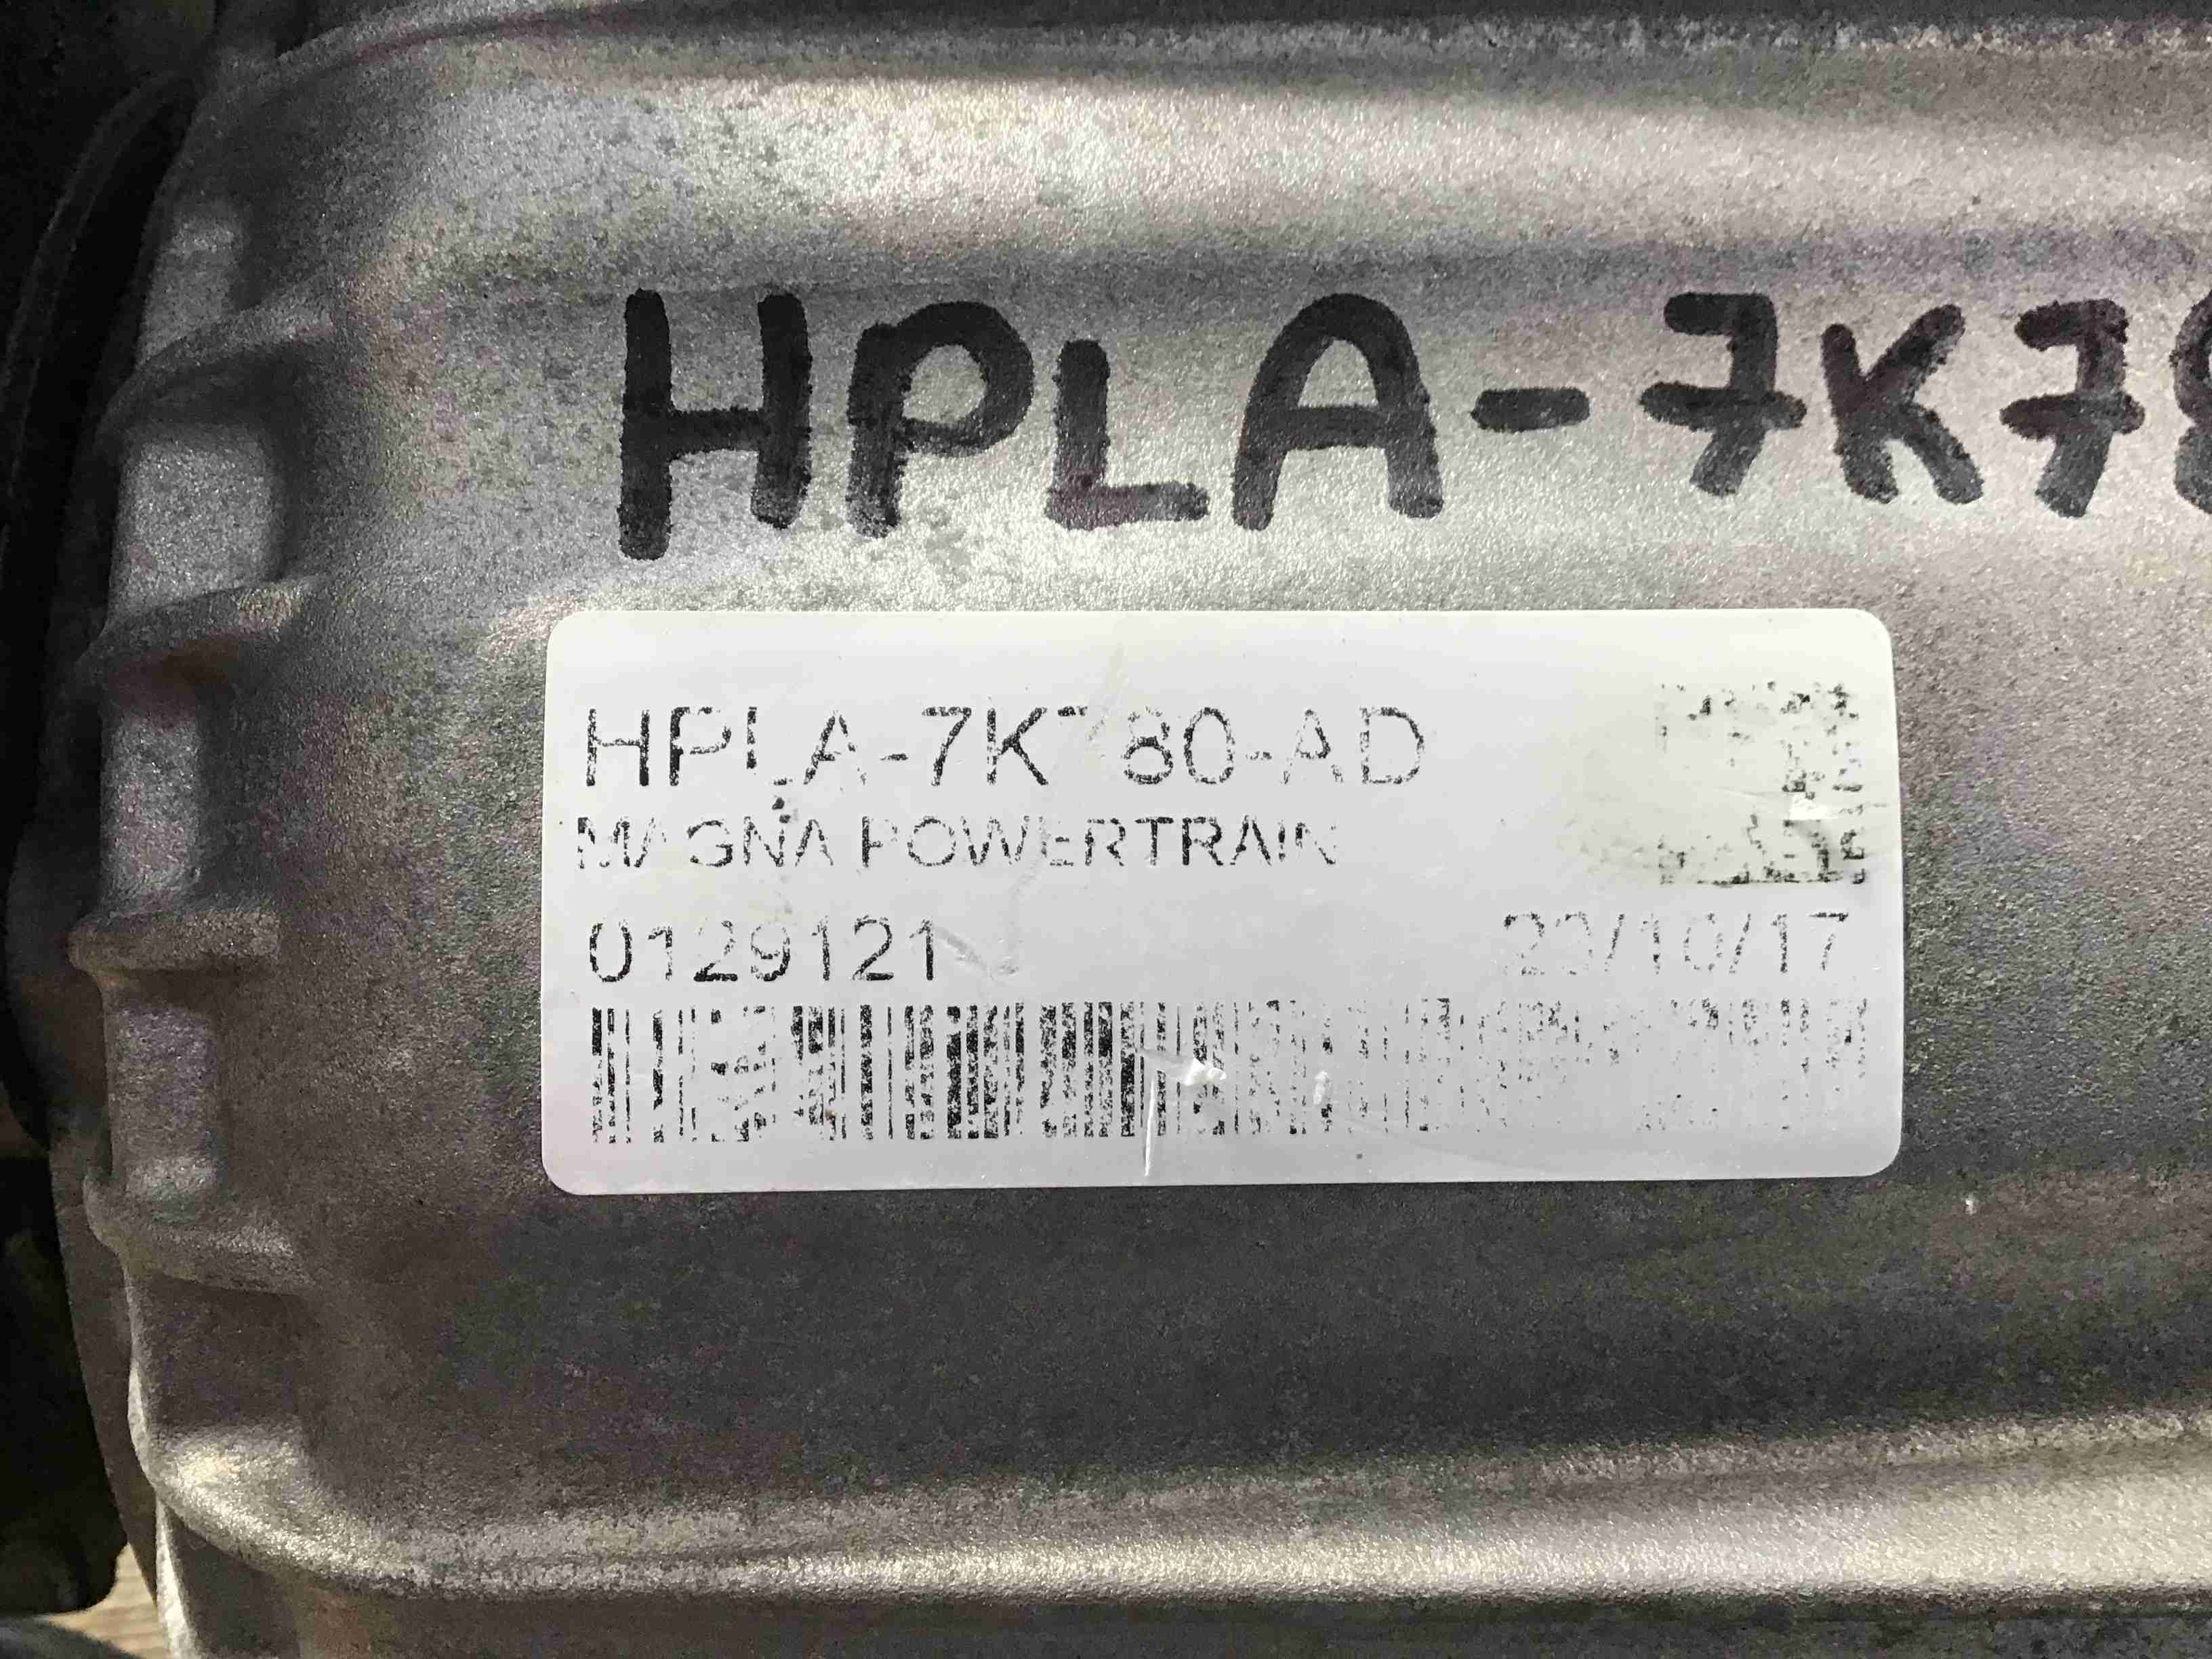 HPLA-7K78
HPLA-7K780-AD
MAGNA POWERTRAIN
0129121
23/10/17